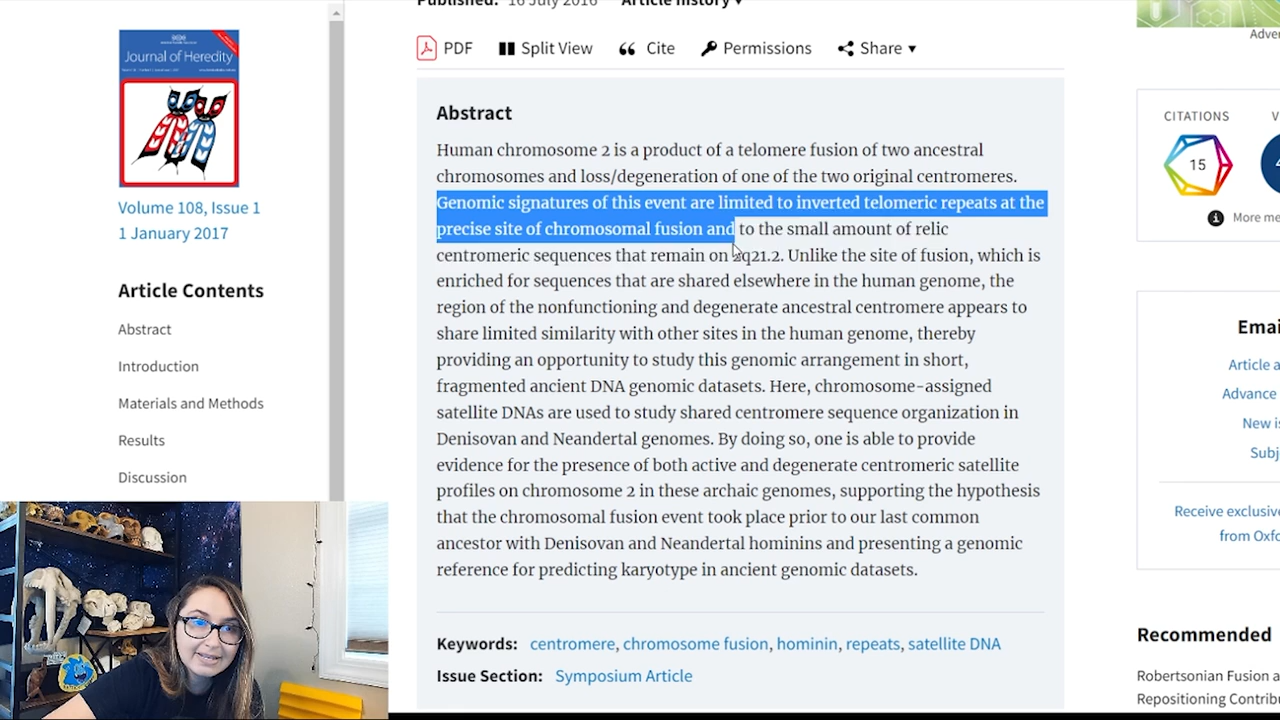 Published: 16 July 2016 Article history
PDF Split View Cite Permissions Share
Journal of Heredity
Volume 108, Issue 1
1 January 2017
Article Contents
Abstract
Introduction
Materials and Methods
Results
Discussion
Abstract
Human chromosome 2 is a product of a telomere fusion of two ancestral
chromosomes and loss/degeneration of one of the two original centromeres.
Genomic signatures of this event are limited to inverted telomeric repeats at the
precise site of chromosomal fusion and to the small amount of relic
centromeric sequences that remain on 2q21.2. Unlike the site of fusion, which is
enriched for sequences that are shared elsewhere in the human genome, the
region of the nonfunctioning and degenerate ancestral centromere appears to
share limited similarity with other sites in the human genome, thereby
providing an opportunity to study this genomic arrangement in short,
fragmented ancient DNA genomic datasets. Here, chromosome-assigned
satellite DNAs are used to study shared centromere sequence organization in
Denisovan and Neandertal genomes. By doing so, one is able to provide
evidence for the presence of both active and degenerate centromeric satellite
profiles on chromosome 2 in these archaic genomes, supporting the hypothesis
that the chromosomal fusion event took place prior to our last common
ancestor with Denisovan and Neandertal hominins and presenting a genomic
reference for predicting karyotype in ancient genomic datasets.
Keywords: centromere, chromosome fusion, hominin, repeats, satellite DNA
Issue Section: Symposium Article
Adver
CITATIONS V
15
More me
Emai
Article a
Advance
New is
Subj
Receive exclusive
from Oxfo
Recommended
Robertsonian Fusion a
Repositioning Contribu